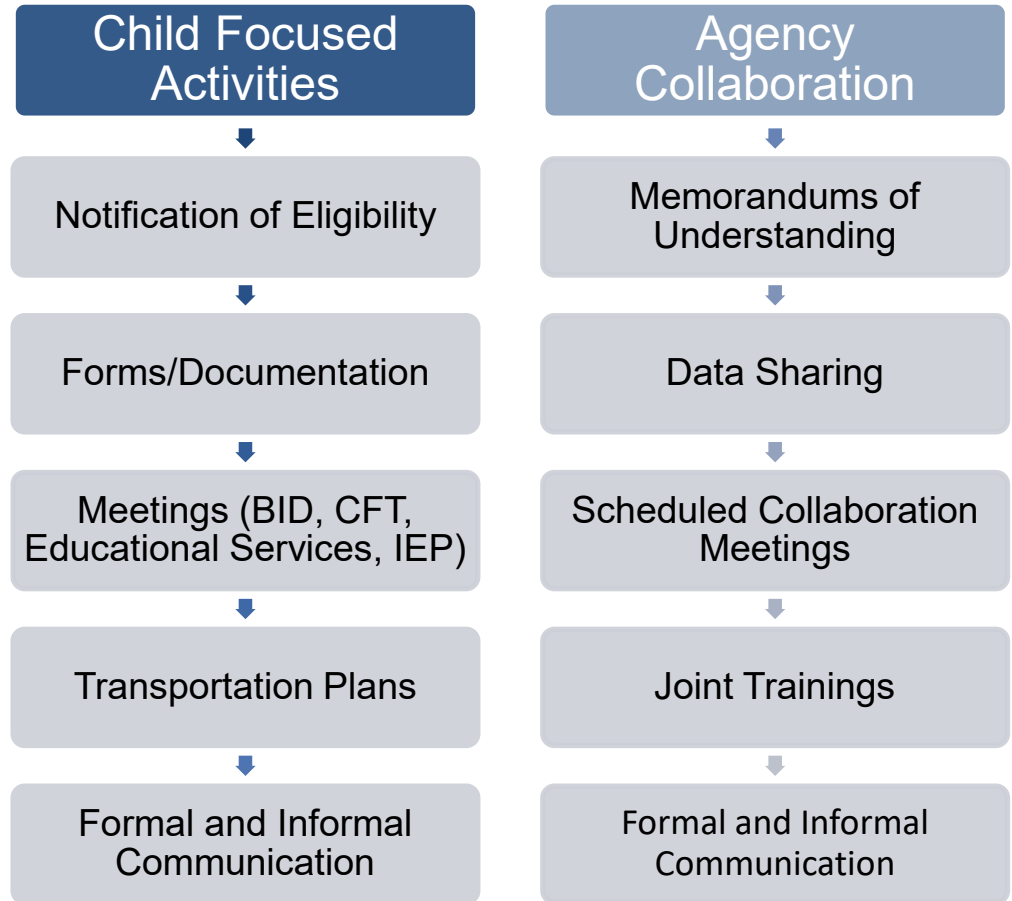 Child Focused
Activities
Notification of Eligibility
Forms/Documentation
Meetings (BID, CFT,
Educational Services, IEP)
Transportation Plans
Formal and Informal
Communication
Agency
Collaboration
Memorandums of
Understanding
Data Sharing
Scheduled Collaboration
Meetings
Joint Trainings
Formal and Informal
Communication